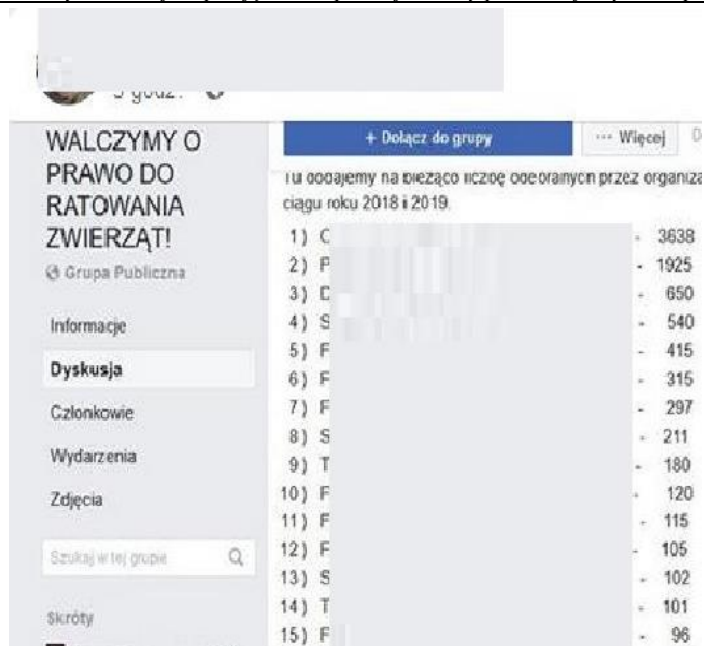 WALCZYMY O
PRAWO DO
RATOWANIA
ZWIERZĄT!
Grupa Publiczna
Informacje
Dyskusja
Członkowie
Wydarzenia
Zdjęcia
Szukaj w tej grupie
Skróty
+ Dołącz do grupy
Więcej
Tu dodajemy na bieżąco liczbę odebranych przez
ciągu roku 2018 i 2019.
1) - 3638
2) - 1925
3) - 650
4) S - 540
5) F - 415
6) - 315
7) F - 297
8) S - 211
9) T - 180
10) F - 120
11) F - 115
12) F - 105
13) S - 102
14) T - 101
15) F - 96